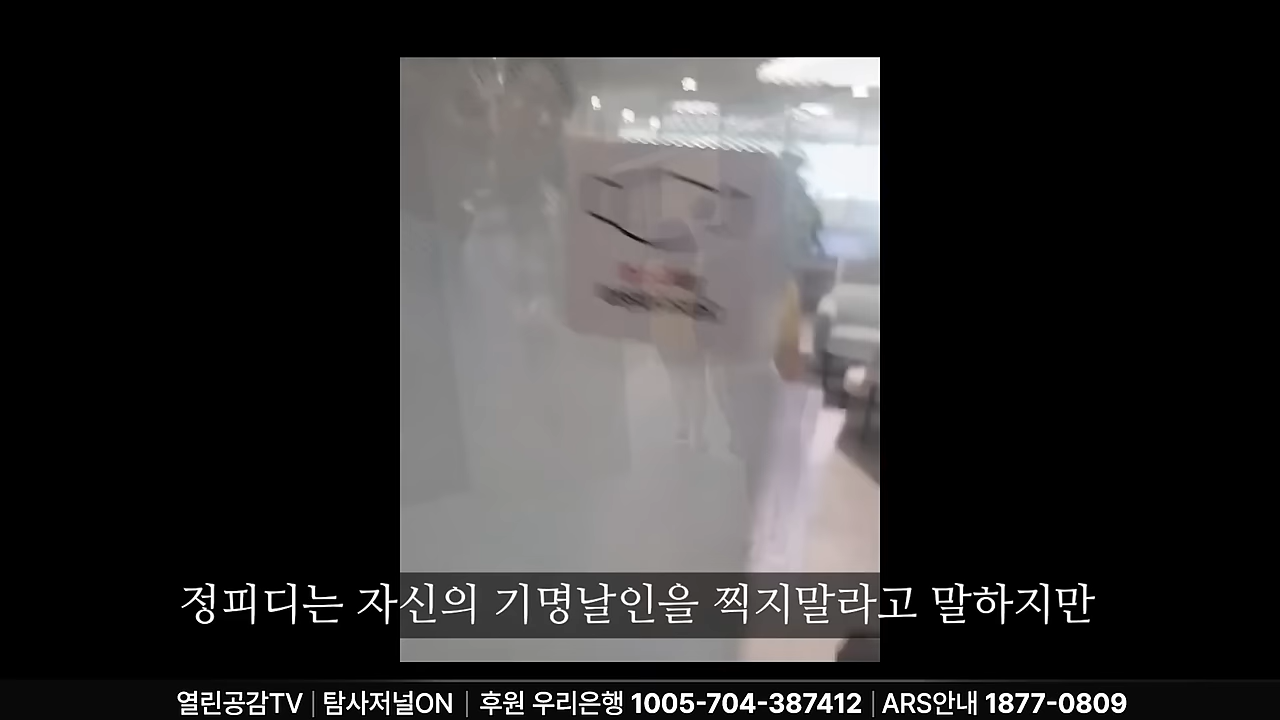 정피디는 자신의 기명날인을 찍지말라고 말하지만
열린공감TV | 탐사저널ON | 후원 우리은행 1005-704-387412 | ARS안내 1877-0809